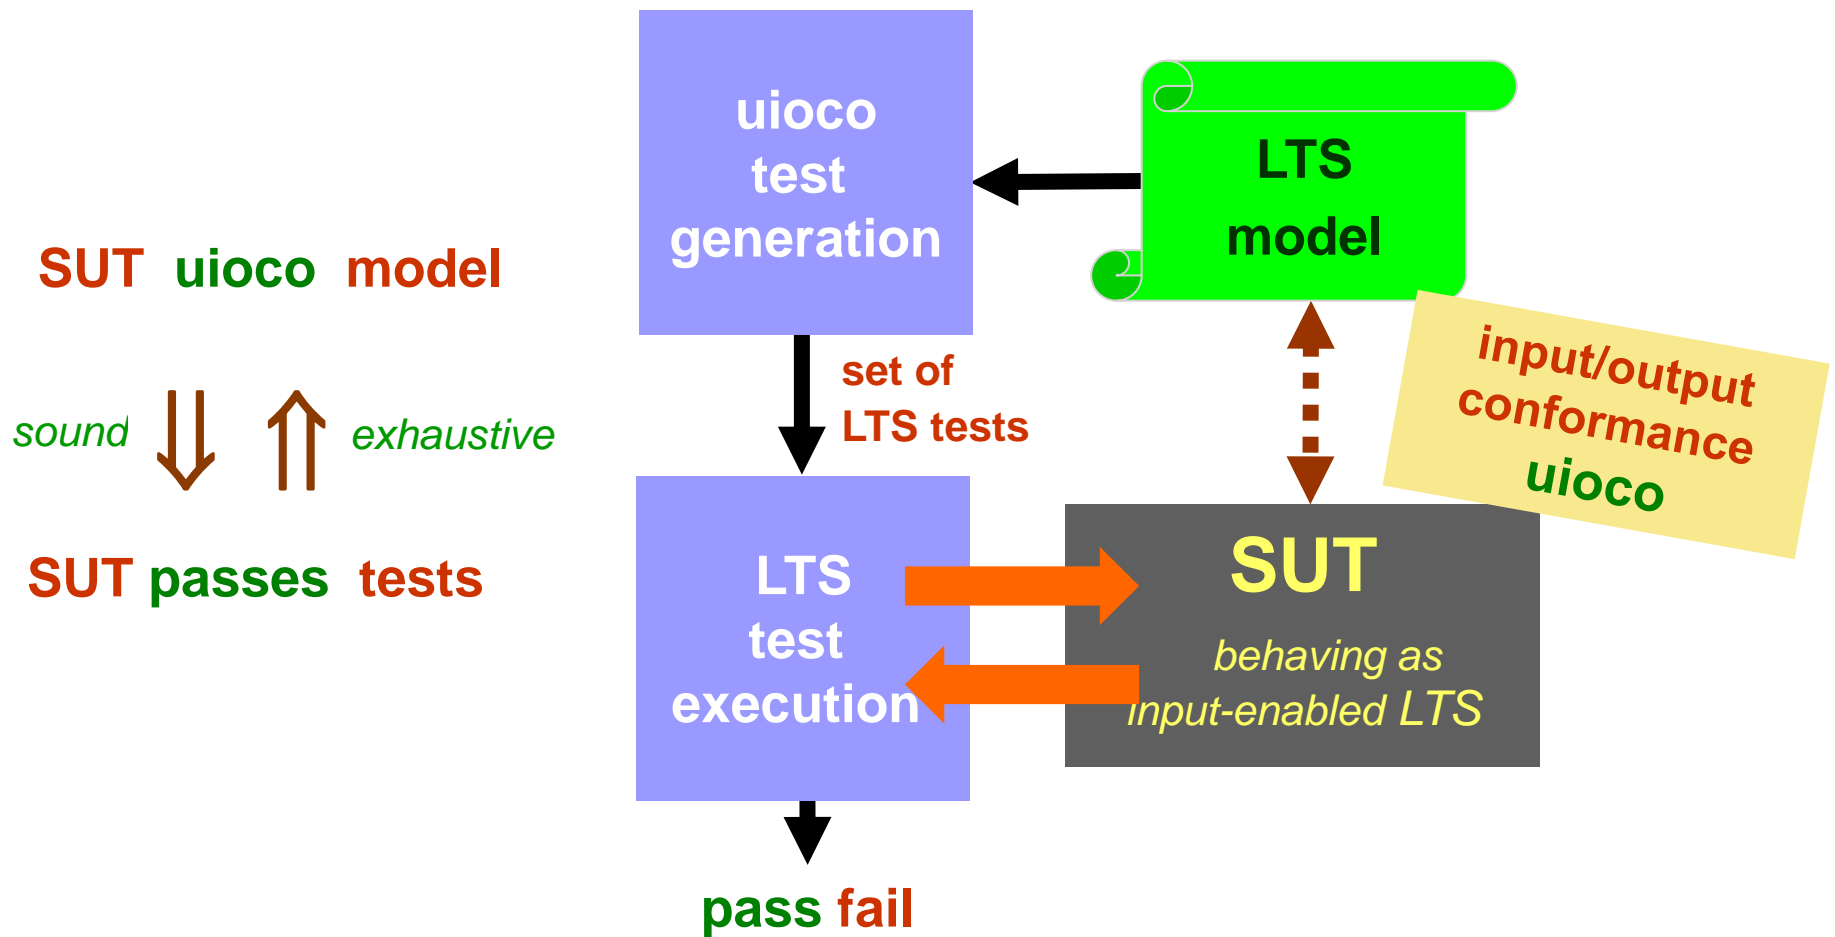 SUT uioco model
sound
exhaustive
SUT passes tests
uioco
test
generation
LTS
model
set of
LTS tests
input/output
conformance
uioco
LTS
test
execution
SUT
behaving as
input-enabled LTS
pass fail